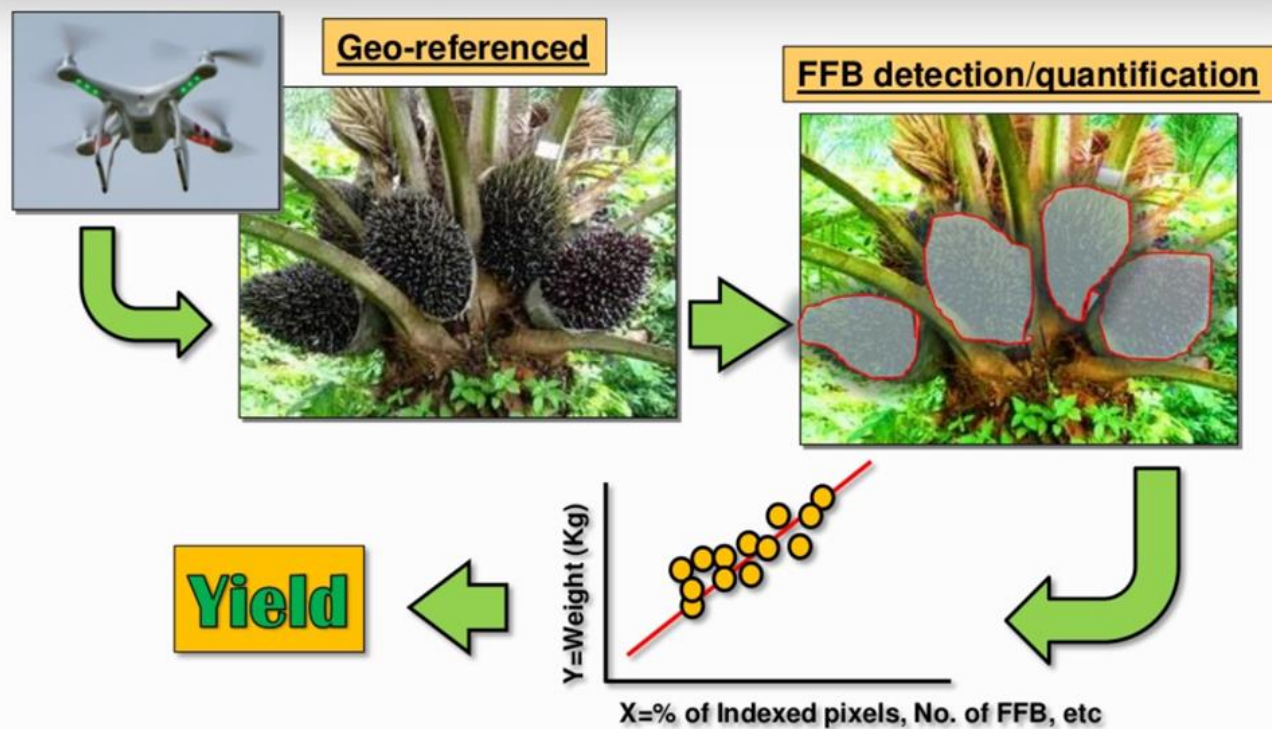 Geo-referenced
FFB detection/quantification
Y=Weight (Kg)
Yield
X=% of Indexed pixels, No. of FFB, etc